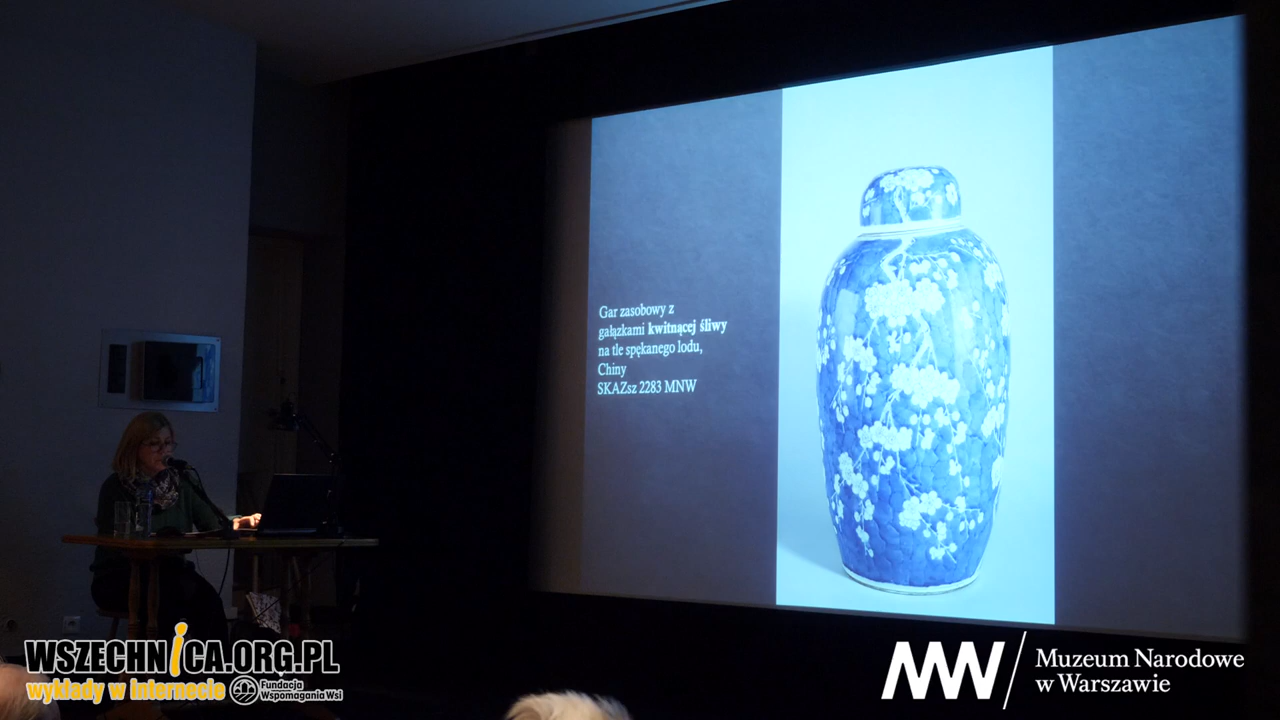 Gar zasobowy z
gałązkami kwitnącej śliwy
na tle spękanego lodu,
Chiny
SKAZsz 2283 MNW
WSZECHNICA.ORG.PL
wykłady w internecie
Fundacja
Wspomagania Wsi
MNW
Muzeum Narodowe
w Warszawie